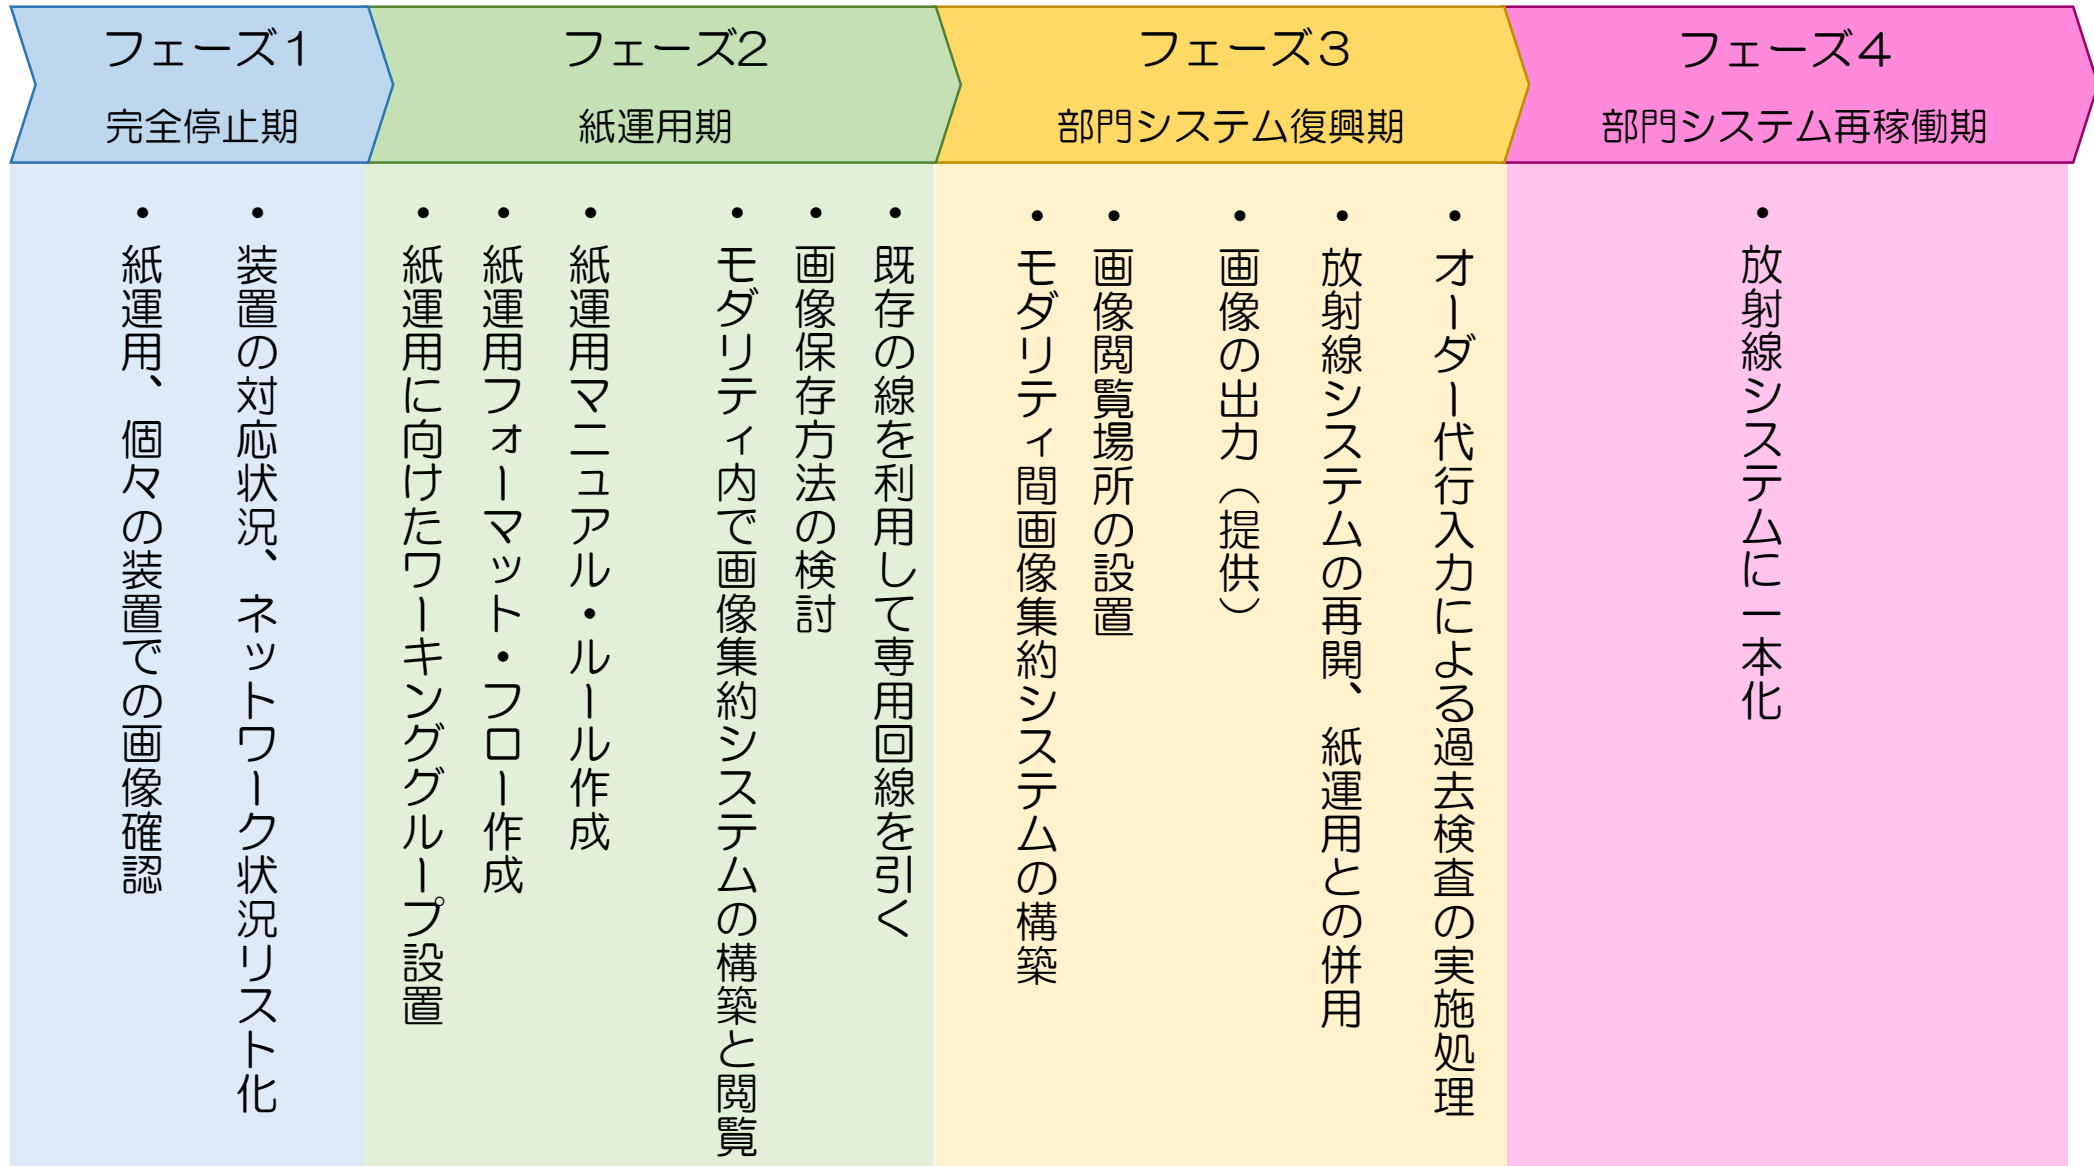 フェーズ１
完全停止期
・紙運用、個々の装置での画像確認
・装置の対応状況、ネットワーク状況リスト化
フェーズ2
紙運用期
・紙運用に向けたワーキンググループ設置
・紙運用フォーマット・フロー作成
・紙運用マニュアル・ルール作成
・モダリティ内で画像集約システムの構築と閲覧
・画像保存方法の検討
・既存の線を利用して専用回線を引く
フェーズ３
部門システム復興期
・モダリティ間画像集約システムの構築
・画像閲覧場所の設置
・画像の出力（提供）
・放射線システムの再開、紙運用との併用
・オーダー代行入力による過去検査の実施処理
フェーズ４
部門システム再稼働期
・放射線システムに一本化